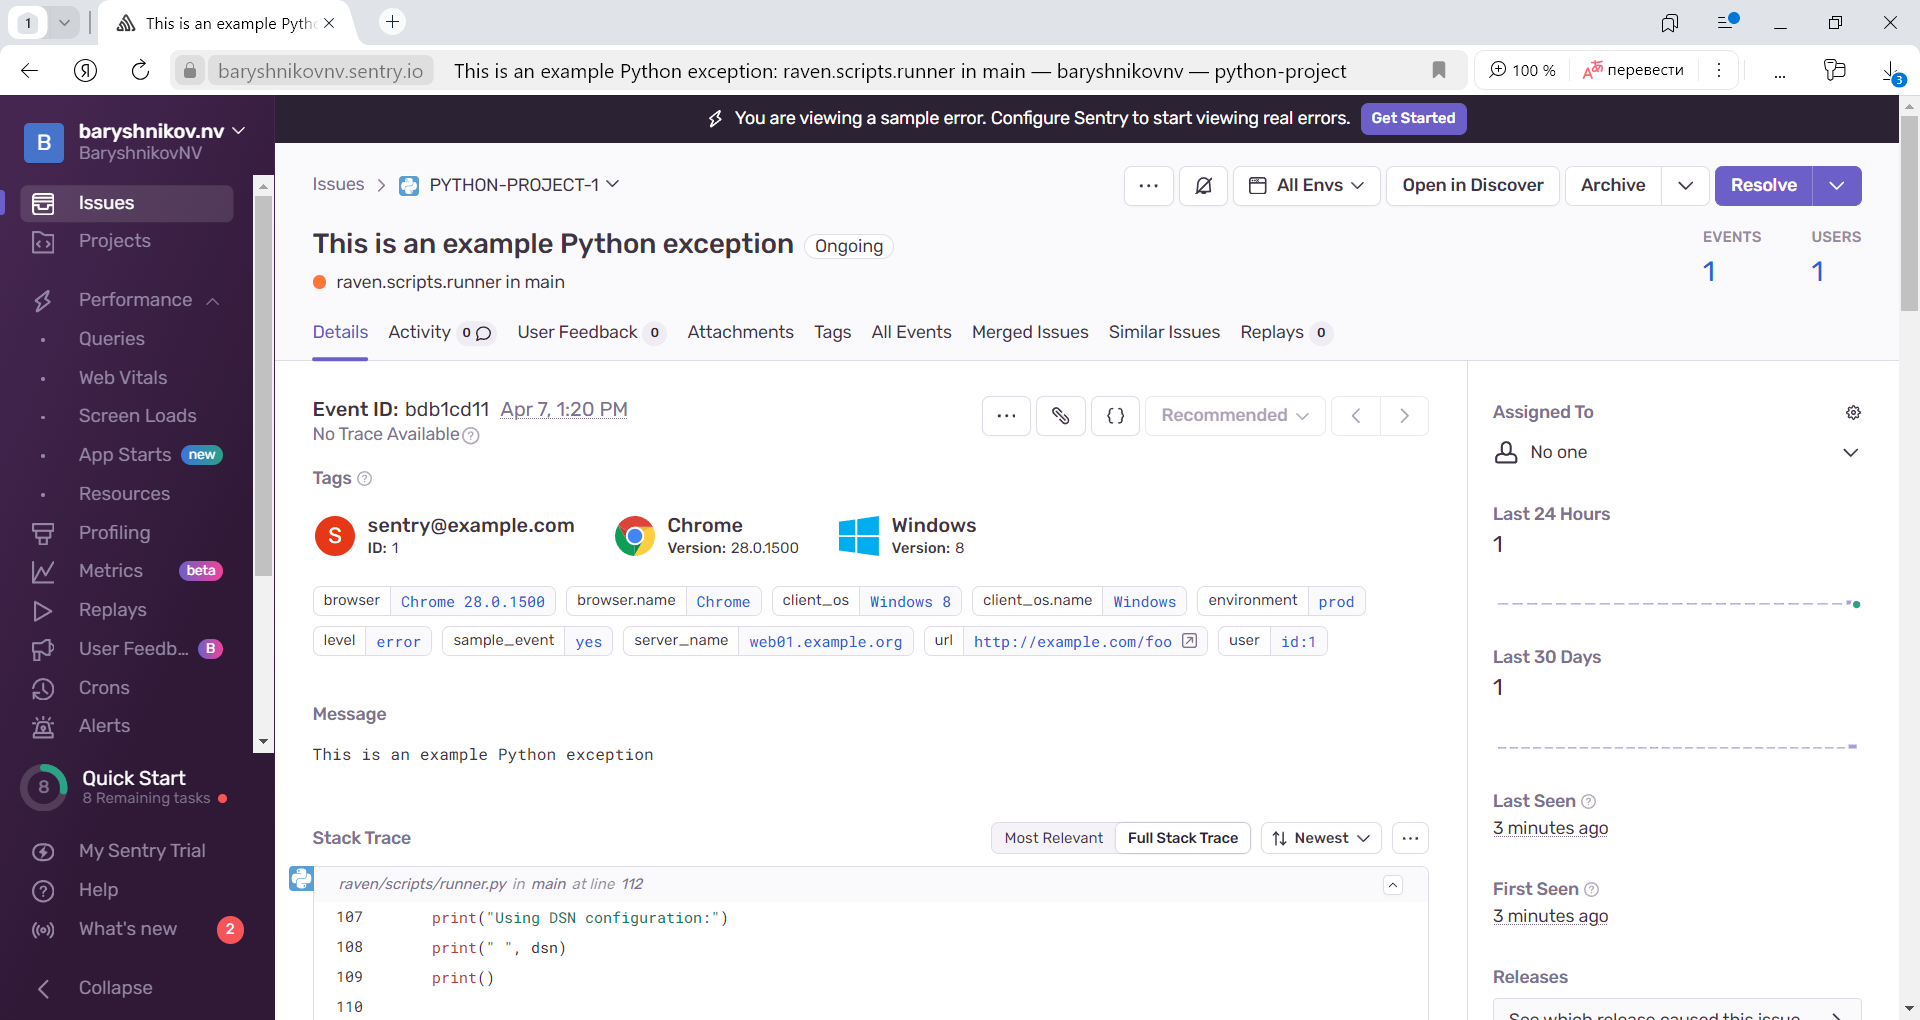 1
This is an example Pyth
baryshnikovnv.sentry.io
This is an example Python exception: raven.scripts.runner in main — baryshnikovnv — python-project
100 %
перевести
3
B
baryshnikov.nv
BaryshnikovNV
Issues
Projects
Performance
Queries
Web Vitals
Screen Loads
App Starts new
Resources
Profiling
Metrics beta
Replays
User Feedb... B
Crons
Alerts
8
Quick Start
8 Remaining tasks
My Sentry Trial
Help
What's new 2
Collapse
You are viewing a sample error. Configure Sentry to start viewing real errors. Get Started
Issues > PYTHON-PROJECT-1
All Envs
Open in Discover
Archive
Resolve
This is an example Python exception Ongoing
raven.scripts.runner in main
EVENTS USERS
1 1
Details Activity 0 User Feedback 0 Attachments Tags All Events Merged Issues Similar Issues Replays 0
Event ID: bdb1cd11 Apr 7, 1:20 PM
No Trace Available ?
{} Recommended
Tags ?
S
sentry@example.com
ID: 1
Chrome
Version: 28.0.1500
Windows
Version: 8
browser Chrome 28.0.1500 browser.name Chrome client_os Windows 8 client_os.name Windows environment prod
level error sample_event yes server_name web01.example.org url http://example.com/foo user id:1
Message
This is an example Python exception
Stack Trace
Most Relevant Full Stack Trace Newest
raven/scripts/runner.py in main at line 112
107 print("Using DSN configuration:")
108 print(" ", dsn)
109 print()
110
Assigned To
No one
Last 24 Hours
1
Last 30 Days
1
Last Seen ?
3 minutes ago
First Seen ?
3 minutes ago
Releases
See which release caused this issue